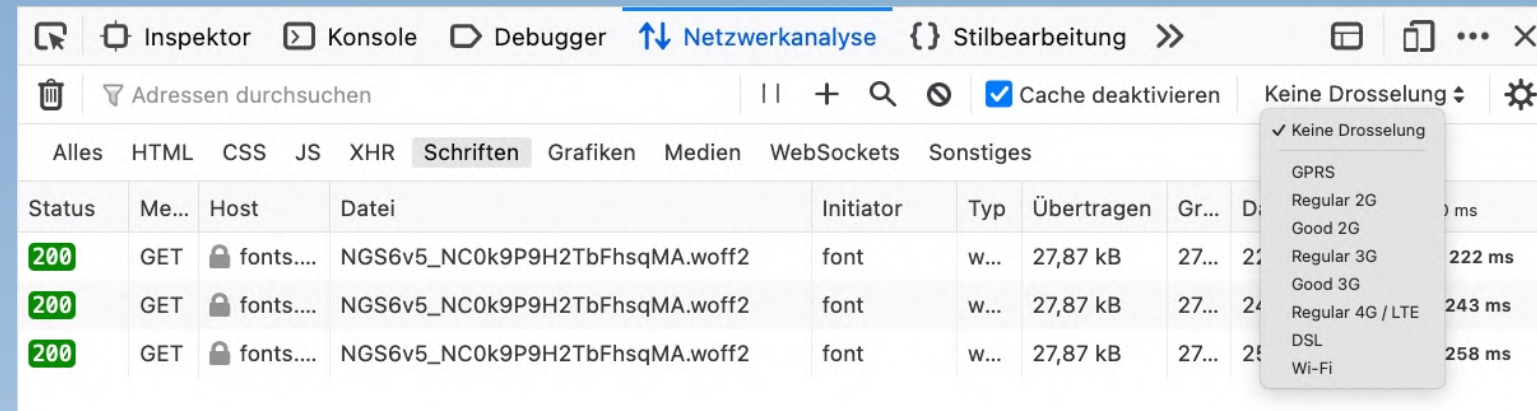 Inspektor Konsole Debugger Netzwerkanalyse {} Stilbearbeitung
Adressen durchsuchen Cache deaktivieren Keine Drosselung
Alles HTML CSS JS XHR Schriften Grafiken Medien WebSockets Sonstiges
Status Me... Host Datei Initiator Typ Übertragen Gr... ms
200 GET fonts.... NGS6v5_NC0k9P9H2TbFhsqMA.woff2 font w... 27,87 kB 27... 222 ms
200 GET fonts.... NGS6v5_NC0k9P9H2TbFhsqMA.woff2 font w... 27,87 kB 27... 243 ms
200 GET fonts.... NGS6v5_NC0k9P9H2TbFhsqMA.woff2 font w... 27,87 kB 27... 258 ms
✓ Keine Drosselung
GPRS
Regular 2G
Good 2G
Regular 3G
Good 3G
Regular 4G / LTE
DSL
Wi-Fi